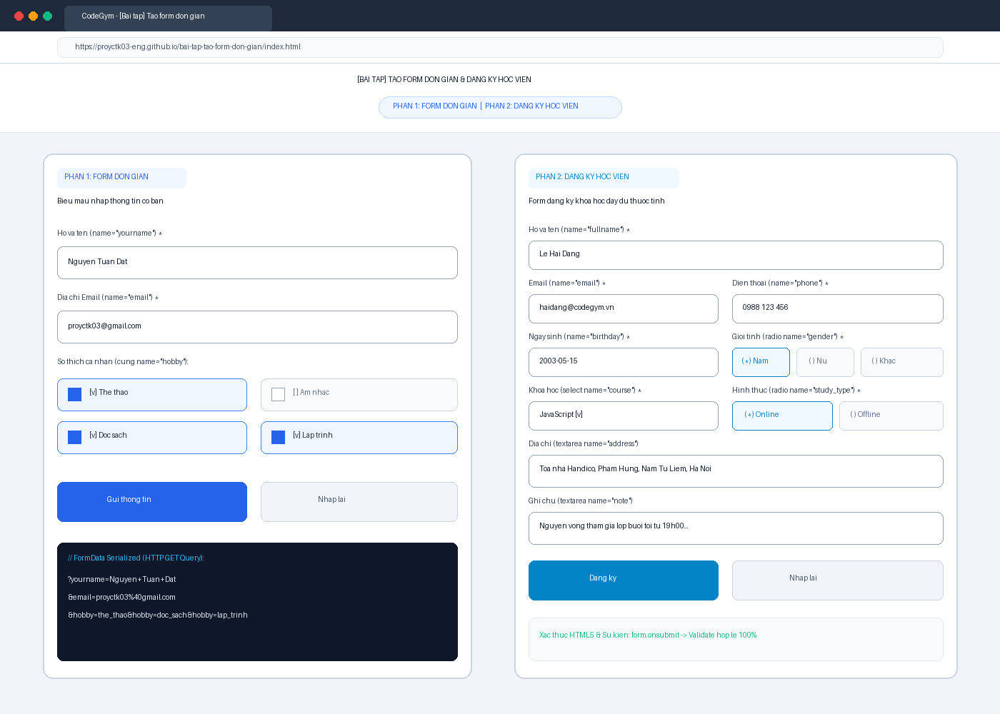 CodeGym - [Bai tap] Tao form don gian
https://proyctk03-eng.github.io/bai-tap-tao-form-don-gian/index.html
[BAI TAP] TAO FORM DON GIAN & DANG KY HOC VIEN
PHAN 1: FORM DON GIAN | PHAN 2: DANG KY HOC VIEN
PHAN 1: FORM DON GIAN
Bieu mau nhap thong tin co ban
Ho va ten (name="yourname") *
Nguyen Tuan Dat
Dia chi Email (name="email") *
proyctk03@gmail.com
So thich ca nhan (cung name="hobby"):
[v] The thao
[ ] Am nhac
[v] Doc sach
[v] Lap trinh
Gui thong tin
Nhap lai
// FormData Serialized (HTTP GET Query):
?yourname=Nguyen+Tuan+Dat
&email=proyctk03%40gmail.com
&hobby=the_thao&hobby=doc_sach&hobby=lap_trinh
PHAN 2: DANG KY HOC VIEN
Form dang ky khoa hoc day du thuoc tinh
Ho va ten (name="fullname") *
Le Hai Dang
Email (name="email") *
Dien thoai (name="phone") *
haidang@codegym.vn
0988 123 456
Ngay sinh (name="birthday") *
Gioi tinh (radio name="gender") *
2003-05-15
(*) Nam
( ) Nu
( ) Khac
Khoa hoc (select name="course") *
Hinh thuc (radio name="study_type") *
JavaScript [v]
(*) Online
( ) Offline
Dia chi (textarea name="address")
Toa nha Handico, Pham Hung, Nam Tu Liem, Ha Noi
Ghi chu (textarea name="note")
Nguyen vong tham gia lop buoi toi tu 19h00...
Dang ky
Nhap lai
Xac thuc HTML5 & Su kien: form.onsubmit -> Validate hop le 100%